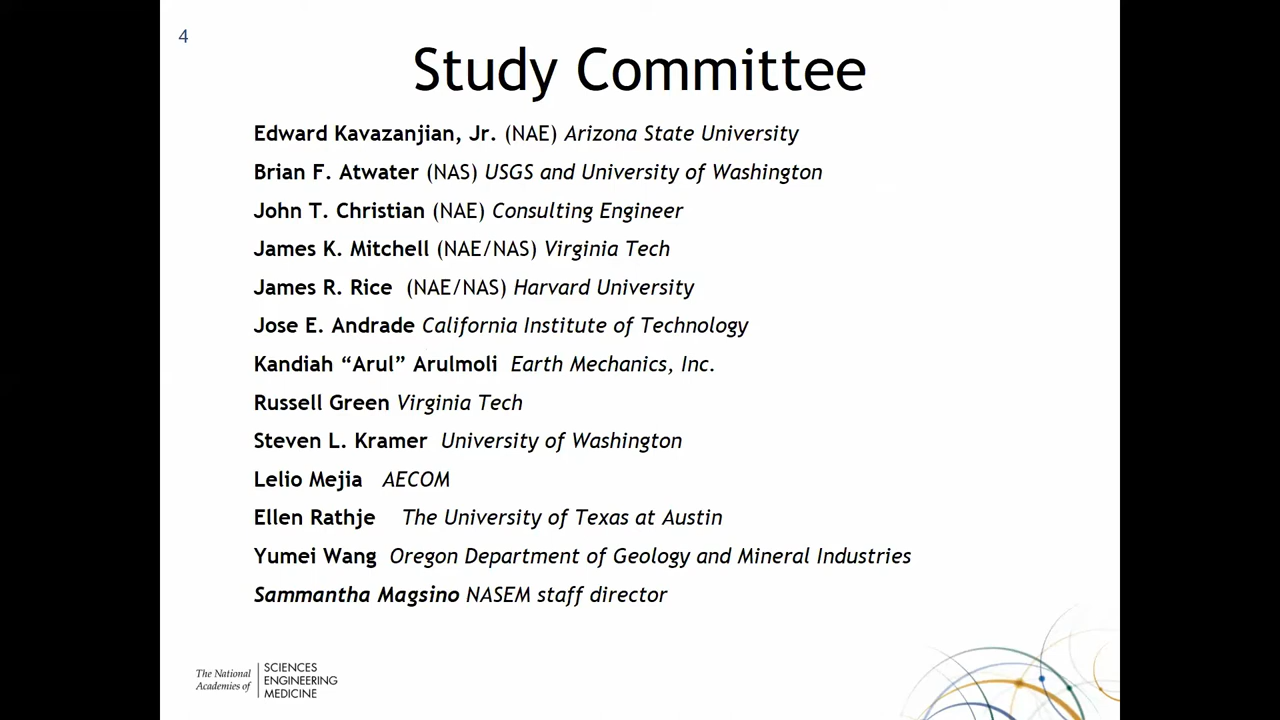 4
Study Committee
Edward Kavazanjian, Jr. (NAE) Arizona State University
Brian F. Atwater (NAS) USGS and University of Washington
John T. Christian (NAE) Consulting Engineer
James K. Mitchell (NAE/NAS) Virginia Tech
James R. Rice (NAE/NAS) Harvard University
Jose E. Andrade California Institute of Technology
Kandiah “Arul” Arulmoli Earth Mechanics, Inc.
Russell Green Virginia Tech
Steven L. Kramer University of Washington
Lelio Mejia AECOM
Ellen Rathje The University of Texas at Austin
Yumei Wang Oregon Department of Geology and Mineral Industries
Sammantha Magsino NASEM staff director
The National
Academies of
SCIENCES
ENGINEERING
MEDICINE